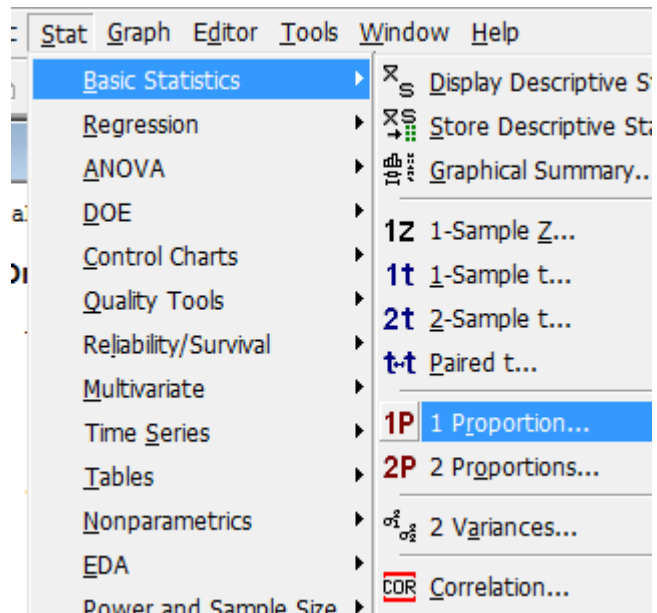 Stat Graph Editor Tools Window Help
Basic Statistics
Regression
ANOVA
DOE
Control Charts
Quality Tools
Reliability/Survival
Multivariate
Time Series
Tables
Nonparametrics
EDA
Power and Sample Size
Display Descriptive S
Store Descriptive Sta
Graphical Summary..
1Z 1-Sample Z...
1t 1-Sample t...
2t 2-Sample t...
t-t Paired t...
1P 1 Proportion...
2P 2 Proportions...
2 Variances...
COR Correlation...